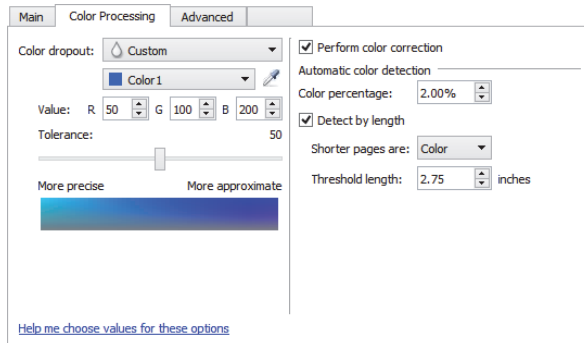 Main Color Processing Advanced
Color dropout: Custom
Color1
Value: R 50 G 100 B 200
Tolerance: 50
More precise More approximate
Help me choose values for these options
Perform color correction
Automatic color detection
Color percentage: 2.00%
Detect by length
Shorter pages are: Color
Threshold length: 2.75 inches